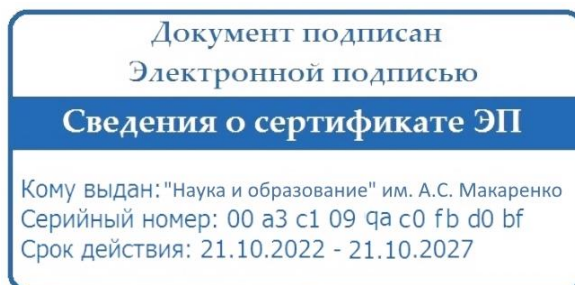 Документ подписан
Электронной подписью
Сведения о сертификате ЭП
Кому выдан: "Наука и образование" им. А.С. Макаренко
Серийный номер: 00 a3 c1 09 qa c0 fb d0 bf
Срок действия: 21.10.2022 - 21.10.2027